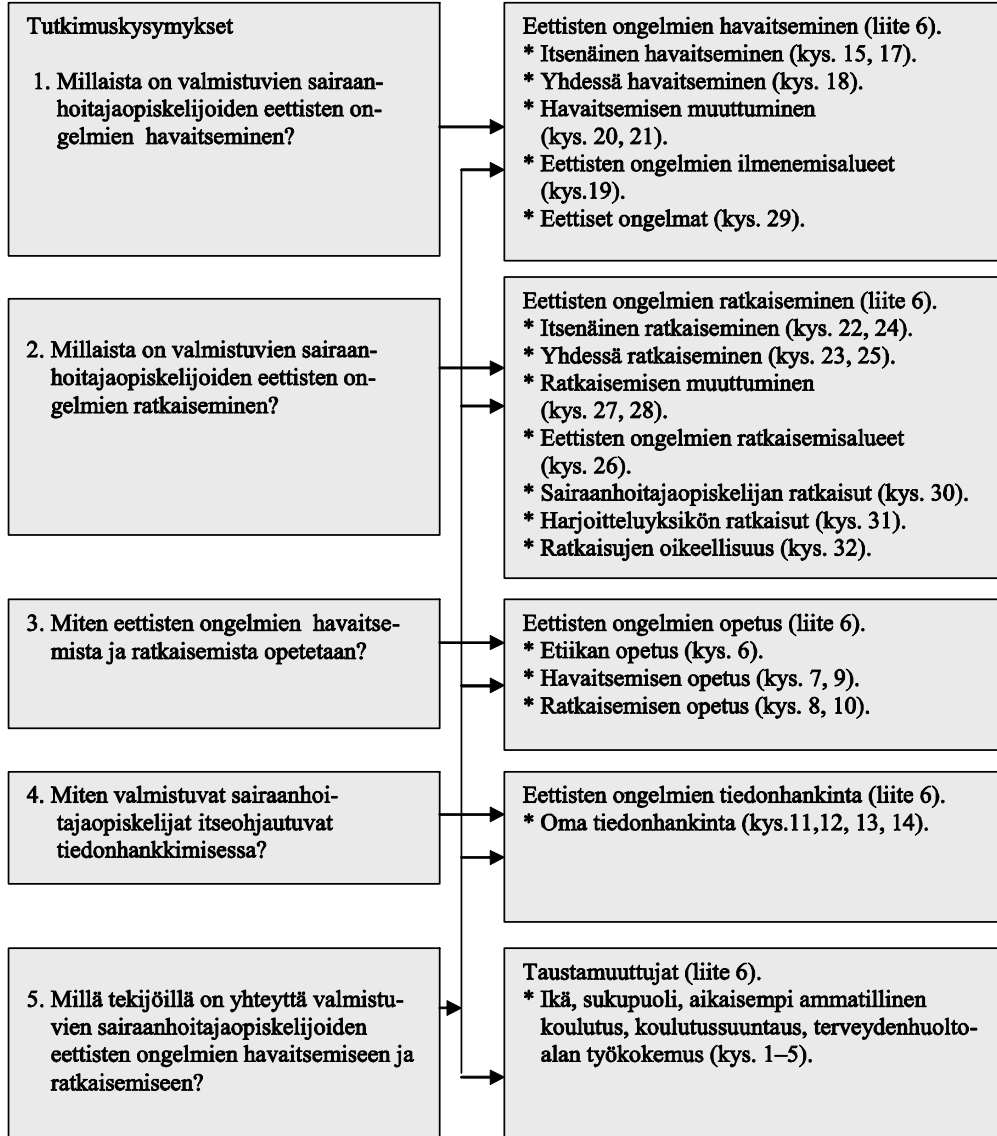 Tutkimuskysymykset
1. Millaista on valmistuvien sairaan-
hoitajaopiskelijoiden eettisten on-
gelmien havaitseminen?
Eettisten ongelmien havaitseminen (liite 6).
* Itsenäinen havaitseminen (kys. 15, 17).
* Yhdessä havaitseminen (kys. 18).
* Havaitsemisen muuttuminen
(kys. 20, 21).
* Eettisten ongelmien ilmenemisalueet
(kys.19).
* Eettiset ongelmat (kys. 29).
2. Millaista on valmistuvien sairaan-
hoitajaopiskelijoiden eettisten on-
gelmien ratkaiseminen?
Eettisten ongelmien ratkaiseminen (liite 6).
* Itsenäinen ratkaiseminen (kys. 22, 24).
* Yhdessä ratkaiseminen (kys. 23, 25).
* Ratkaisemisen muuttuminen
(kys. 27, 28).
* Eettisten ongelmien ratkaisemisalueet
(kys. 26).
* Sairaanhoitajaopiskelijan ratkaisut (kys. 30).
* Harjoitteluyksikön ratkaisut (kys. 31).
* Ratkaisujen oikeellisuus (kys. 32).
3. Miten eettisten ongelmien havaitse-
mista ja ratkaisemista opetetaan?
Eettisten ongelmien opetus (liite 6).
* Etiikan opetus (kys. 6).
* Havaitsemisen opetus (kys. 7, 9).
* Ratkaisemisen opetus (kys. 8, 10).
4. Miten valmistuvat sairaanhoi-
tajaopiskelijat itseohjautuvat
tiedonhankkimisessa?
Eettisten ongelmien tiedonhankinta (liite 6).
* Oma tiedonhankinta (kys.11,12, 13, 14).
5. Millä tekijöillä on yhteyttä valmistu-
vien sairaanhoitajaopiskelijoiden
eettisten ongelmien havaitsemiseen ja
ratkaisemiseen?
Taustamuuttujat (liite 6).
* Ikä, sukupuoli, aikaisempi ammatillinen
koulutus, koulutussuuntaus, terveydenhuolto-
alan työkokemus (kys. 1–5).